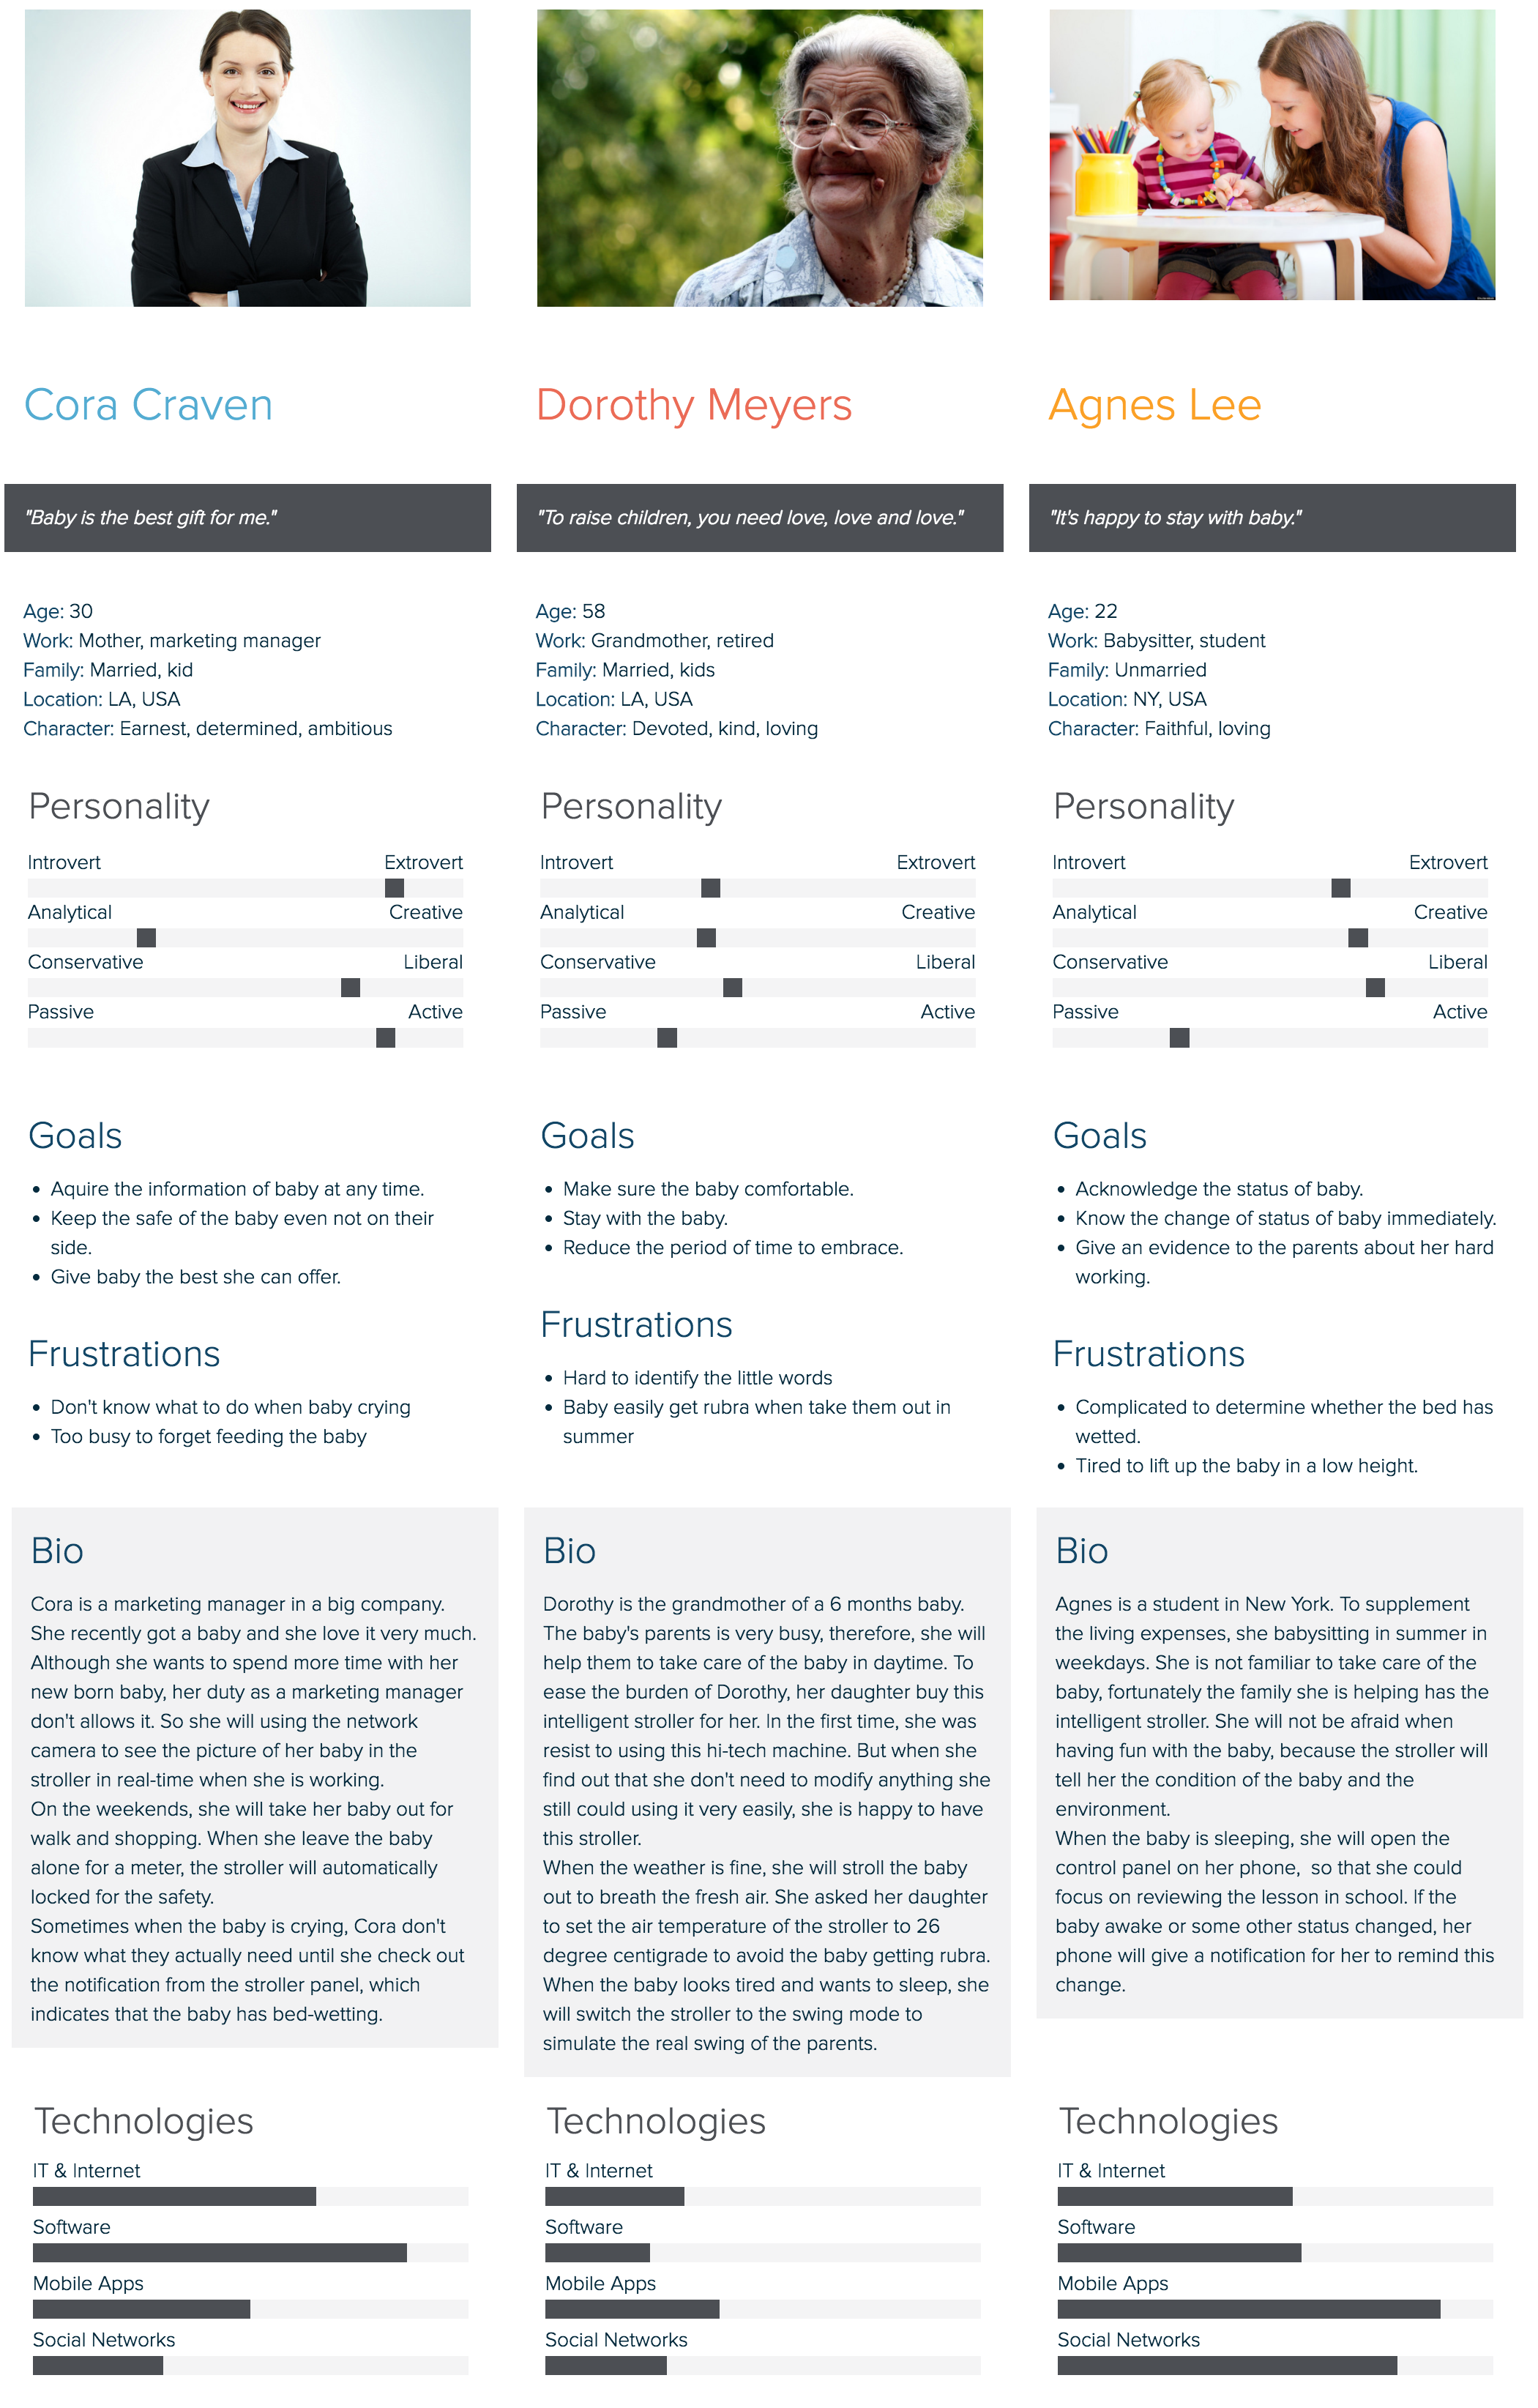 Cora Craven
"Baby is the best gift for me."
Age: 30
Work: Mother, marketing manager
Family: Married, kid
Location: LA, USA
Character: Earnest, determined, ambitious
Personality
Introvert Extrovert
Analytical Creative
Conservative Liberal
Passive Active
Goals
• Aquire the information of baby at any time.
• Keep the safe of the baby even not on their
side.
• Give baby the best she can offer.
Frustrations
• Don't know what to do when baby crying
• Too busy to forget feeding the baby
Bio
Cora is a marketing manager in a big company.
She recently got a baby and she love it very much.
Although she wants to spend more time with her
new born baby, her duty as a marketing manager
don't allows it. So she will using the network
camera to see the picture of her baby in the
stroller in real-time when she is working.
On the weekends, she will take her baby out for
walk and shopping. When she leave the baby
alone for a meter, the stroller will automatically
locked for the safety.
Sometimes when the baby is crying, Cora don't
know what they actually need until she check out
the notification from the stroller panel, which
indicates that the baby has bed-wetting.
Technologies
IT & Internet
Software
Mobile Apps
Social Networks
Dorothy Meyers
"To raise children, you need love, love and love."
Age: 58
Work: Grandmother, retired
Family: Married, kids
Location: LA, USA
Character: Devoted, kind, loving
Personality
Introvert Extrovert
Analytical Creative
Conservative Liberal
Passive Active
Goals
• Make sure the baby comfortable.
• Stay with the baby.
• Reduce the period of time to embrace.
Frustrations
• Hard to identify the little words
• Baby easily get rubra when take them out in
summer
Bio
Dorothy is the grandmother of a 6 months baby.
The baby's parents is very busy, therefore, she will
help them to take care of the baby in daytime. To
ease the burden of Dorothy, her daughter buy this
intelligent stroller for her. In the first time, she was
resist to using this hi-tech machine. But when she
find out that she don't need to modify anything she
still could using it very easily, she is happy to have
this stroller.
When the weather is fine, she will stroll the baby
out to breath the fresh air. She asked her daughter
to set the air temperature of the stroller to 26
degree centigrade to avoid the baby getting rubra.
When the baby looks tired and wants to sleep, she
will switch the stroller to the swing mode to
simulate the real swing of the parents.
Technologies
IT & Internet
Software
Mobile Apps
Social Networks
Agnes Lee
"It's happy to stay with baby."
Age: 22
Work: Babysitter, student
Family: Unmarried
Location: NY, USA
Character: Faithful, loving
Personality
Introvert Extrovert
Analytical Creative
Conservative Liberal
Passive Active
Goals
• Acknowledge the status of baby.
• Know the change of status of baby immediately.
• Give an evidence to the parents about her hard
working.
Frustrations
• Complicated to determine whether the bed has
wetted.
• Tired to lift up the baby in a low height.
Bio
Agnes is a student in New York. To supplement
the living expenses, she babysitting in summer in
weekdays. She is not familiar to take care of the
baby, fortunately the family she is helping has the
intelligent stroller. She will not be afraid when
having fun with the baby, because the stroller will
tell her the condition of the baby and the
environment.
When the baby is sleeping, she will open the
control panel on her phone, so that she could
focus on reviewing the lesson in school. If the
baby awake or some other status changed, her
phone will give a notification for her to remind this
change.
Technologies
IT & Internet
Software
Mobile Apps
Social Networks